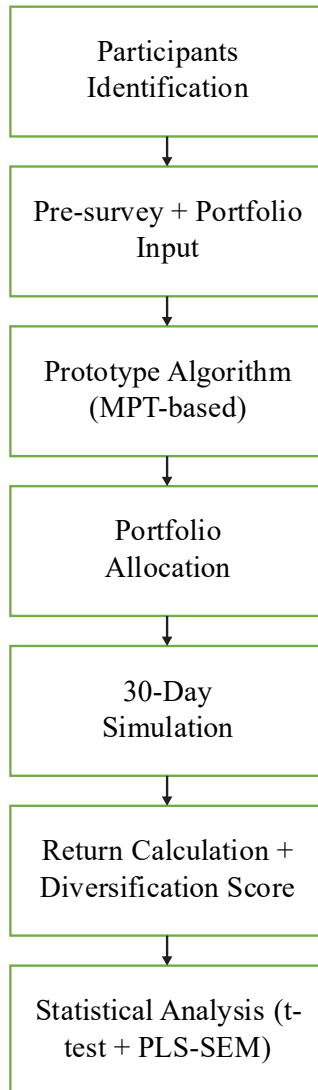 Participants
Identification
Pre-survey + Portfolio
Input
Prototype Algorithm
(MPT-based)
Portfolio
Allocation
30-Day
Simulation
Return Calculation +
Diversification Score
Statistical Analysis (t-
test + PLS-SEM)